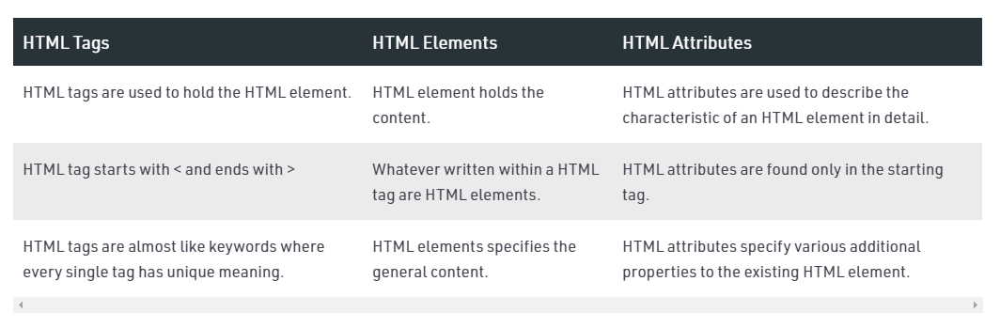 HTML Tags HTML Elements HTML Attributes
HTML tags are used to hold the HTML element.
HTML element holds the
content.
HTML attributes are used to describe the
characteristic of an HTML element in detail.
HTML tag starts with < and ends with >
Whatever written within a HTML
tag are HTML elements.
HTML attributes are found only in the starting
tag.
HTML tags are almost like keywords where
every single tag has unique meaning.
HTML elements specifies the
general content.
HTML attributes specify various additional
properties to the existing HTML element.